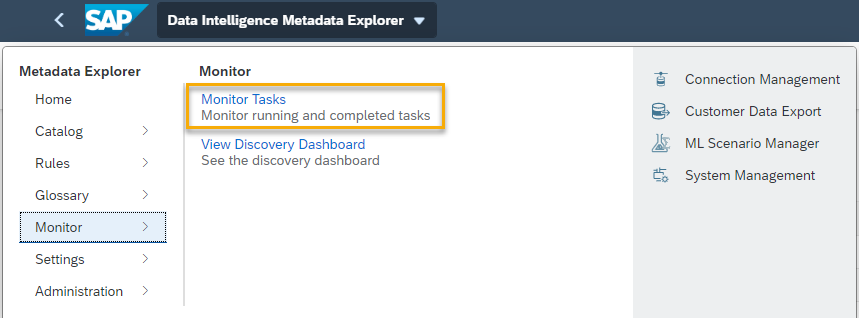 SAP Data Intelligence Metadata Explorer
Metadata Explorer
Home
Catalog
Rules
Glossary
Monitor
Settings
Administration
Monitor
Monitor Tasks
Monitor running and completed tasks
View Discovery Dashboard
See the discovery dashboard
Connection Management
Customer Data Export
ML Scenario Manager
System Management